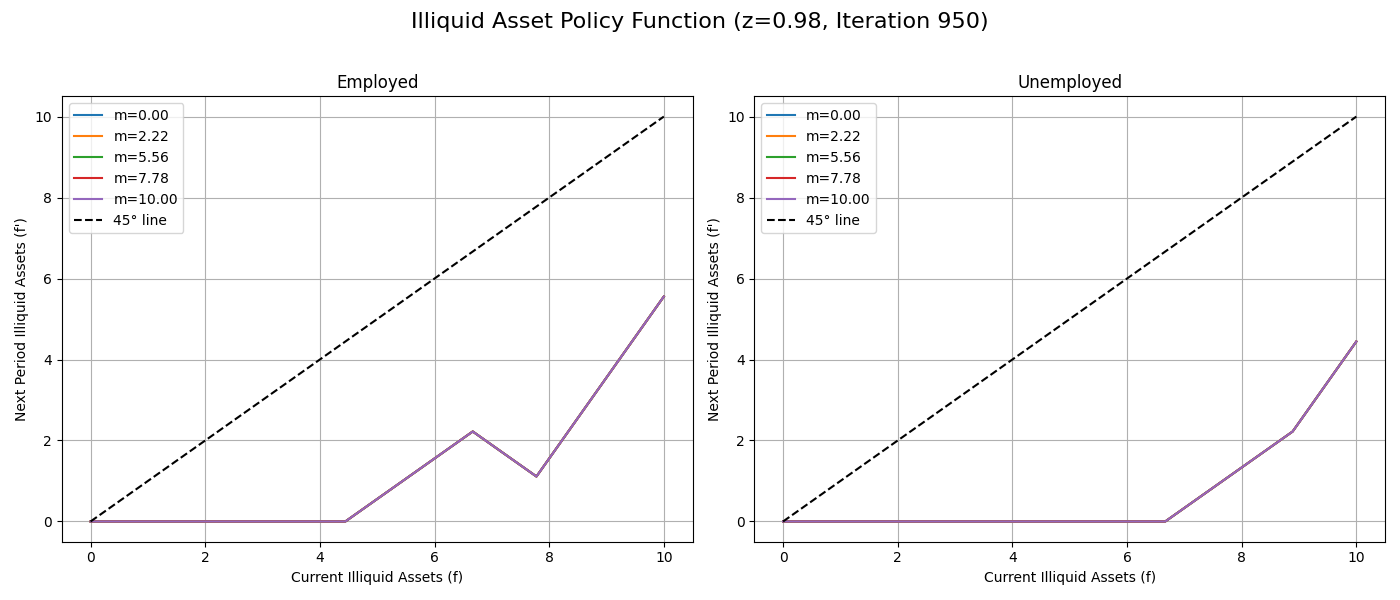 Illiquid Asset Policy Function (z=0.98, Iteration 950)
Employed
m=0.00
m=2.22
m=5.56
m=7.78
m=10.00
45° line
10
8
6
4
2
0
0 2 4 6 8 10
Next Period Illiquid Assets (f')
Current Illiquid Assets (f)
Unemployed
m=0.00
m=2.22
m=5.56
m=7.78
m=10.00
45° line
10
8
6
4
2
0
0 2 4 6 8 10
Next Period Illiquid Assets (f')
Current Illiquid Assets (f)